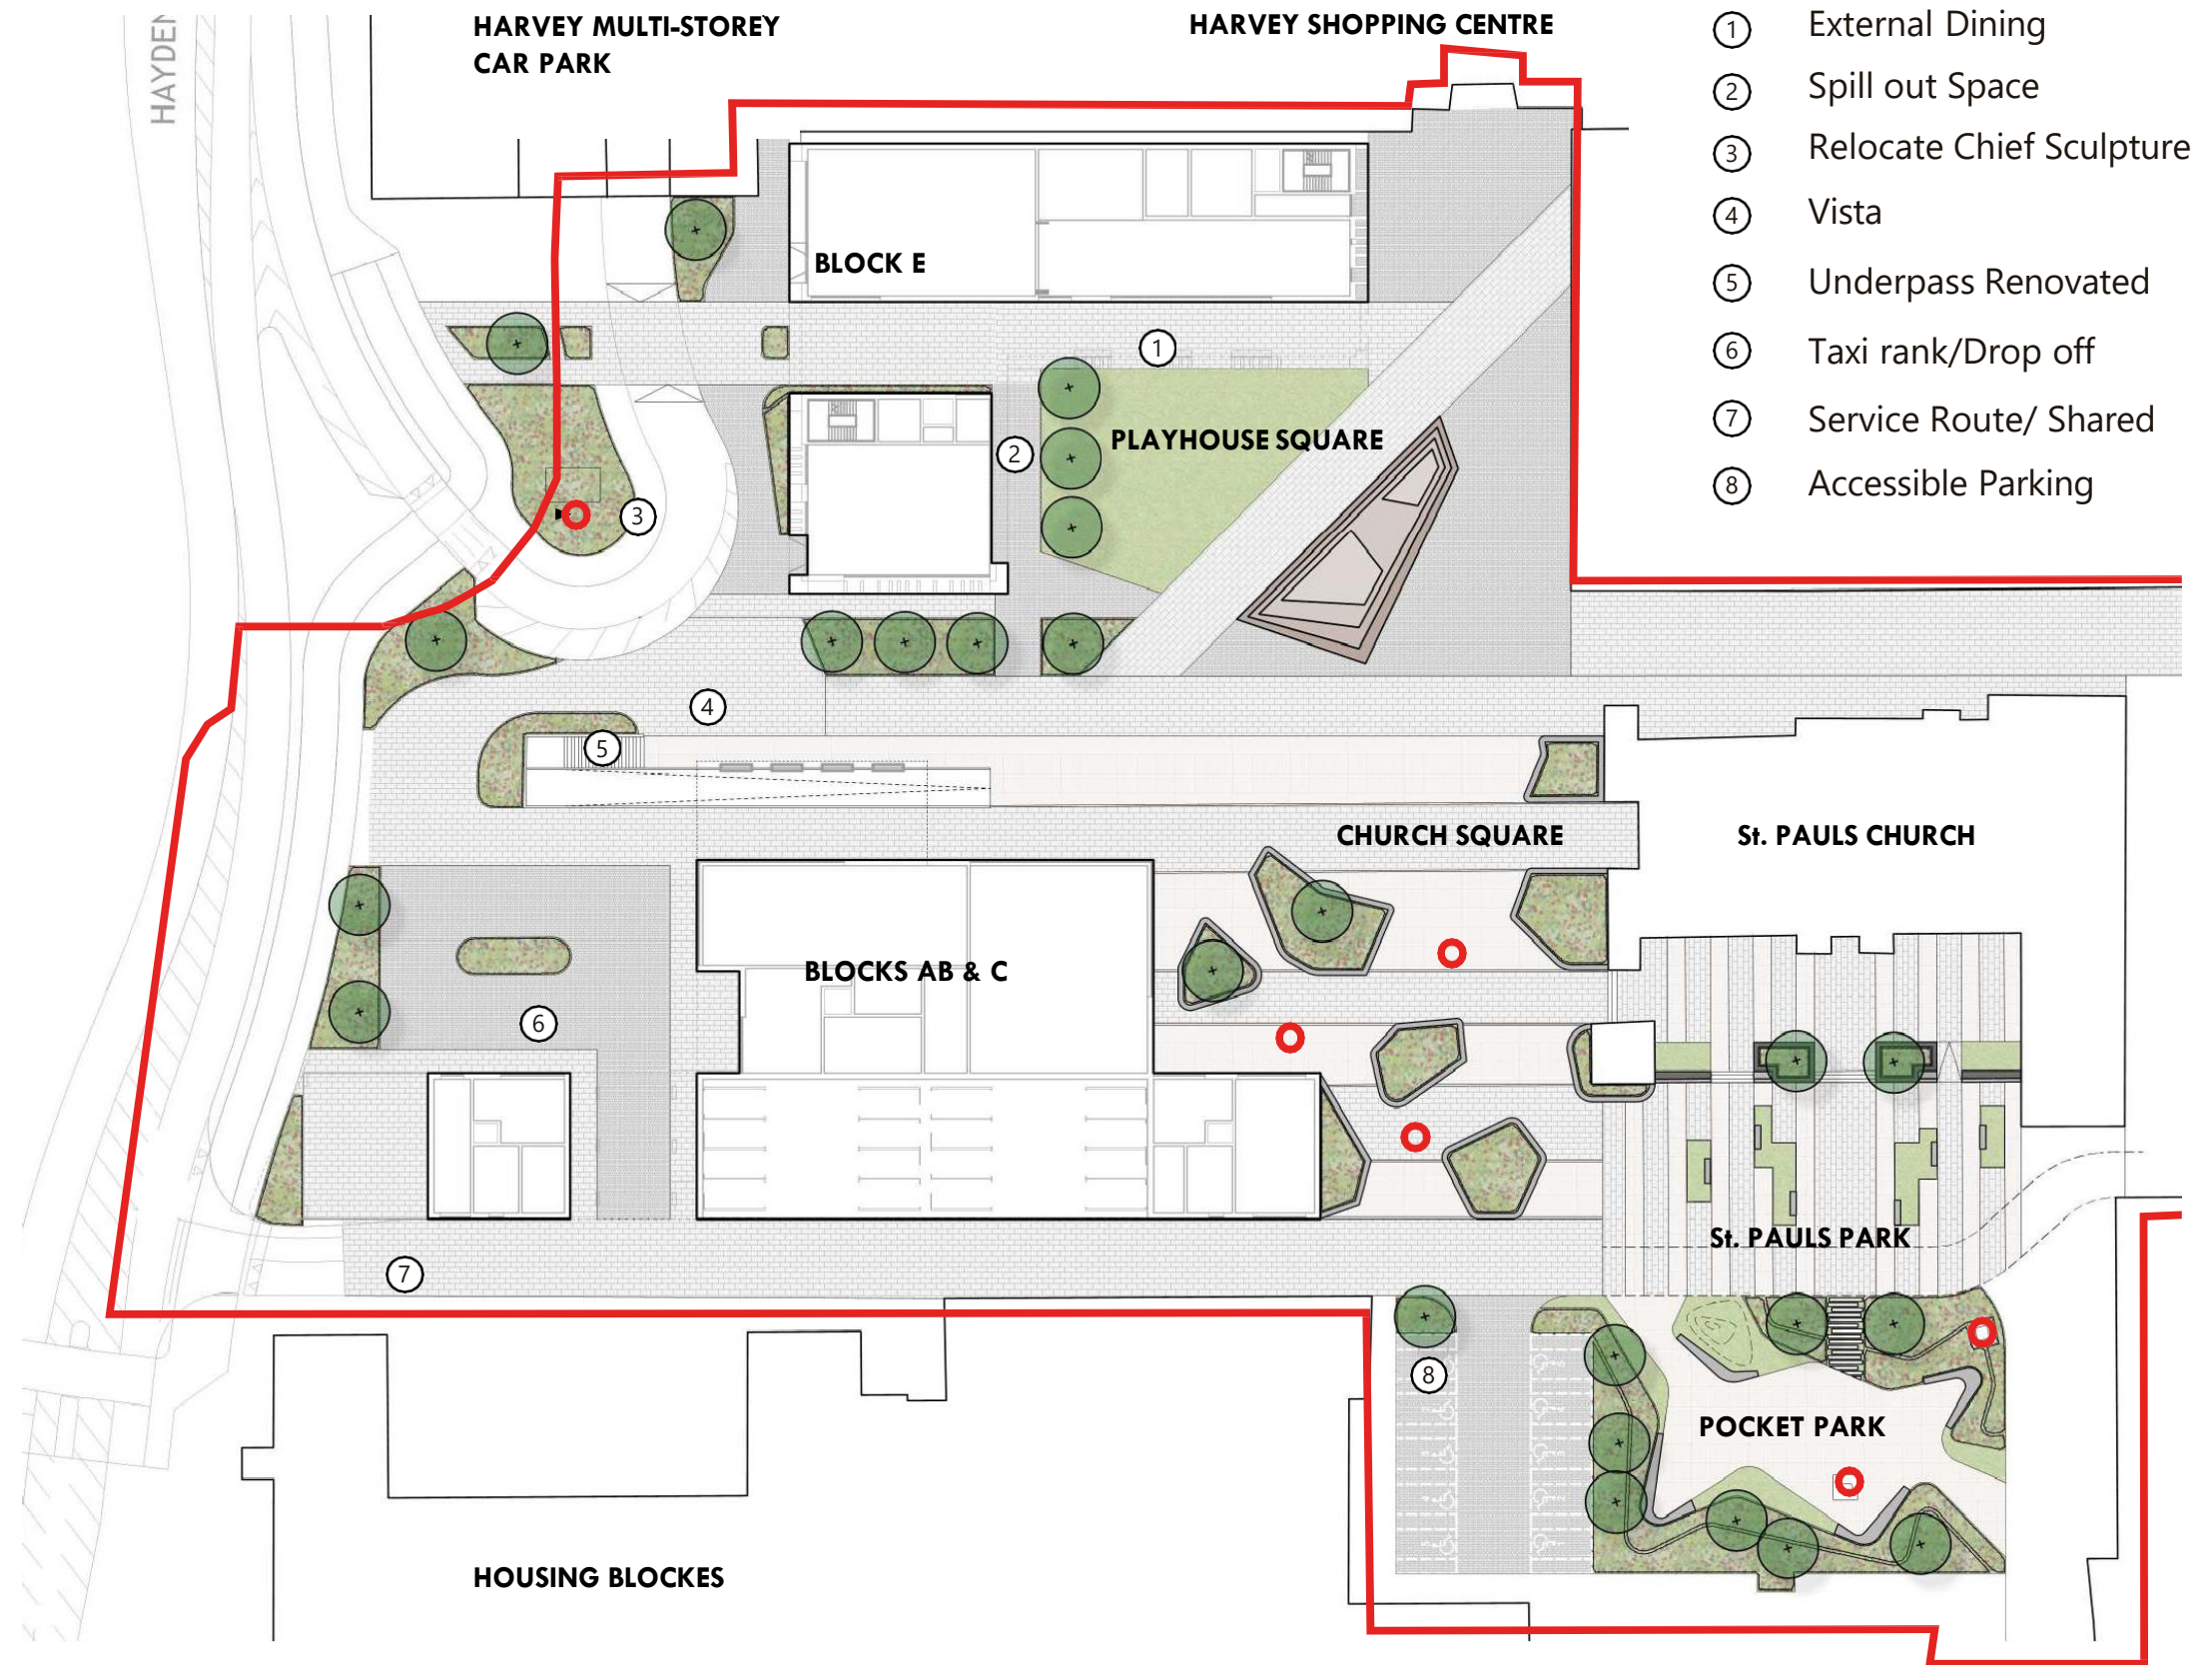 HAYDEN
HARVEY MULTI-STOREY
CAR PARK
HARVEY SHOPPING CENTRE
1 External Dining
2 Spill out Space
3 Relocate Chief Sculpture
4 Vista
5 Underpass Renovated
6 Taxi rank/Drop off
7 Service Route/ Shared
8 Accessible Parking
BLOCK E
1
2
PLAYHOUSE SQUARE
3
4
5
CHURCH SQUARE
St. PAULS CHURCH
BLOCKS AB & C
6
St. PAULS PARK
7
8
POCKET PARK
HOUSING BLOCKES